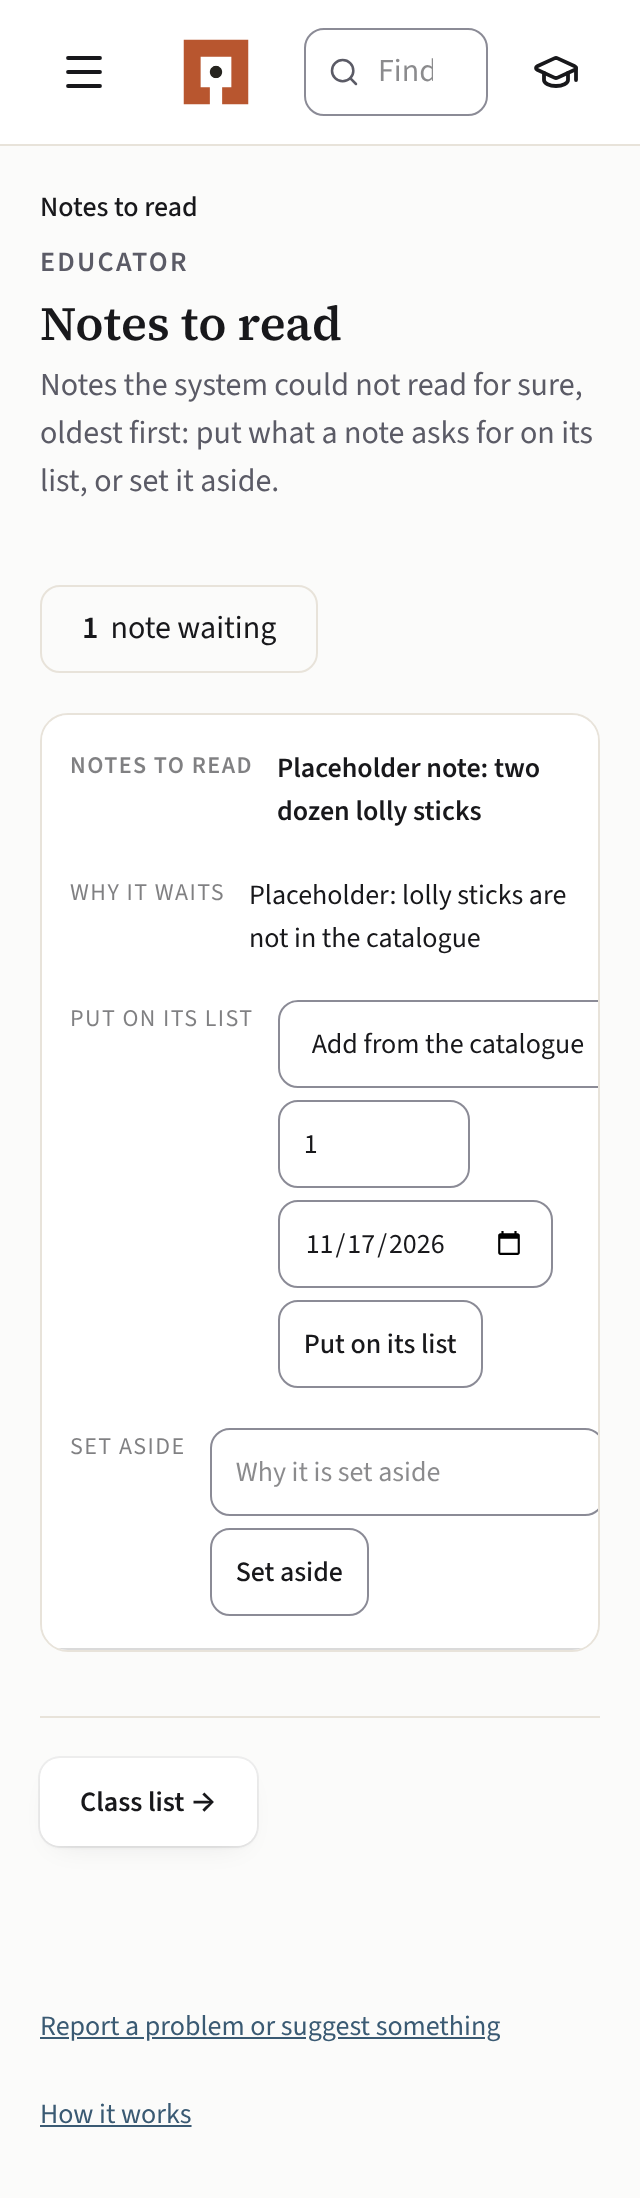 Find
Notes to read
EDUCATOR
Notes to read
Notes the system could not read for sure,
oldest first: put what a note asks for on its
list, or set it aside.
1 note waiting
NOTES TO READ
Placeholder note: two
dozen lolly sticks
WHY IT WAITS
Placeholder: lolly sticks are
not in the catalogue
PUT ON ITS LIST
Add from the catalogue
1
11/17/2026
Put on its list
SET ASIDE
Why it is set aside
Set aside
Class list →
Report a problem or suggest something
How it works